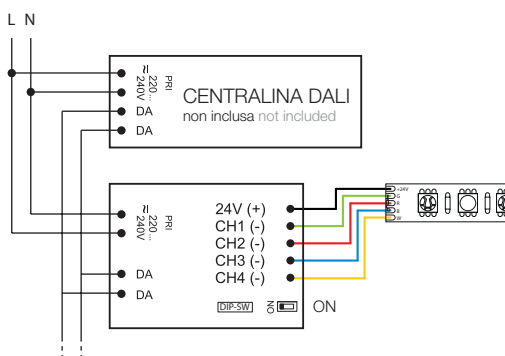 L N
≈
220...
240V
PRI
DA
DA
CENTRALINA DALI
non inclusa not included
≈
220...
240V
PRI
DA
DA
24V (+)
CH1 (-)
CH2 (-)
CH3 (-)
CH4 (-)
DIP-SW
ON
ON
+24V
G
R
B
W